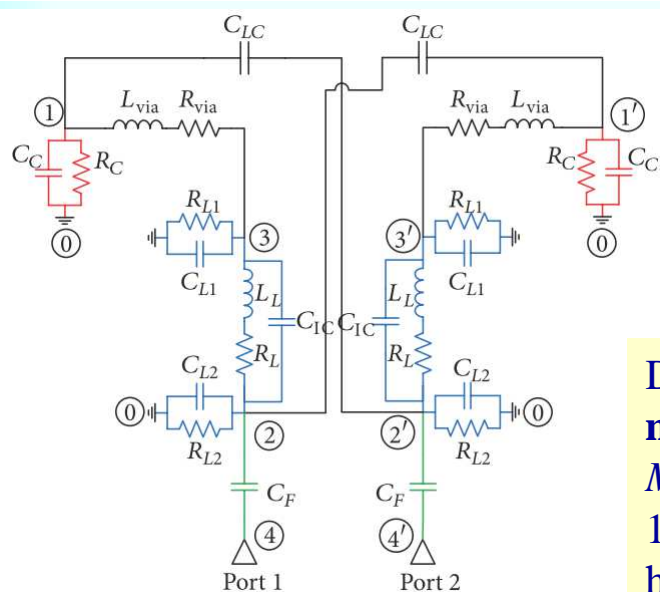 C_LC C_LC
① L_via R_via R_via L_via ①′
C_C R_C R_C C_C
⓪ ⓪
R_L1 ③ ③′ R_L1
C_L1 L_L L_L C_L1
C_IC C_IC
R_L R_L
C_L2 C_L2
⓪ ② ②′ ⓪
R_L2 R_L2
C_F C_F
④ ④′
Port 1 Port 2